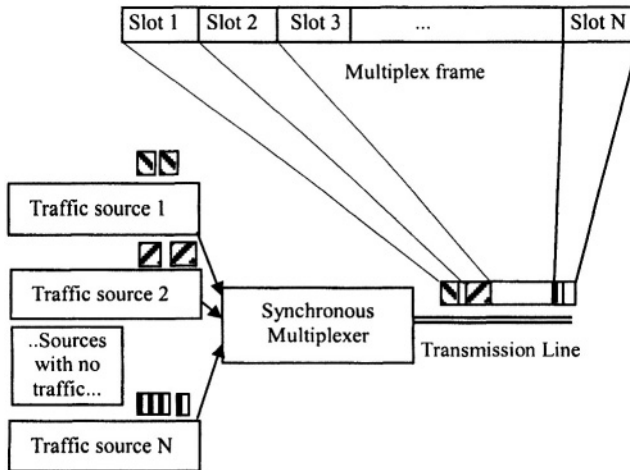 Slot 1 Slot 2 Slot 3 ... Slot N
Multiplex frame
Traffic source 1
Traffic source 2
..Sources
with no
traffic...
Traffic source N
Synchronous
Multiplexer
Transmission Line